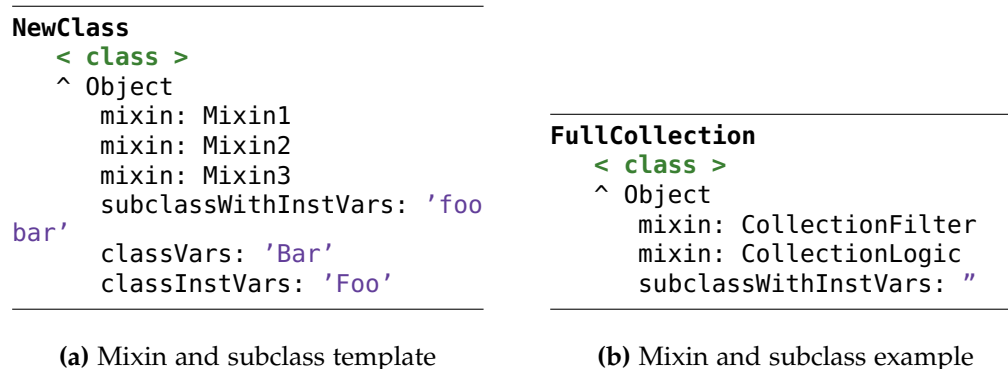 NewClass
< class >
^ Object
mixin: Mixin1
mixin: Mixin2
mixin: Mixin3
subclassWithInstVars: ’foo
bar’
classVars: ’Bar’
classInstVars: ’Foo’
(a) Mixin and subclass template
FullCollection
< class >
^ Object
mixin: CollectionFilter
mixin: CollectionLogic
subclassWithInstVars: ”
(b) Mixin and subclass example